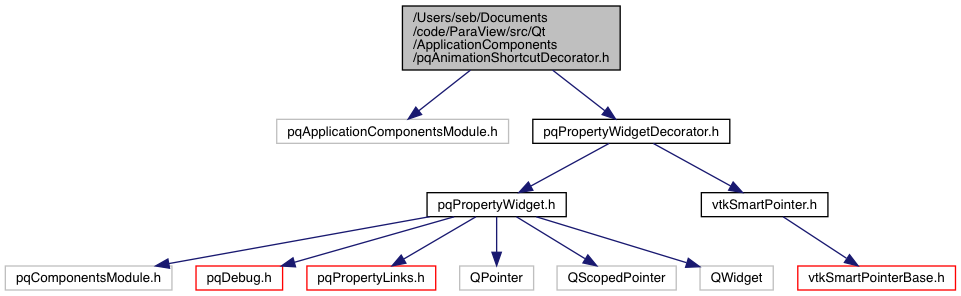 /Users/seb/Documents
/code/ParaView/src/Qt
/ApplicationComponents
/pqAnimationShortcutDecorator.h
pqApplicationComponentsModule.h
pqPropertyWidgetDecorator.h
pqPropertyWidget.h
vtkSmartPointer.h
pqComponentsModule.h
pqDebug.h
pqPropertyLinks.h
QPointer
QScopedPointer
QWidget
vtkSmartPointerBase.h